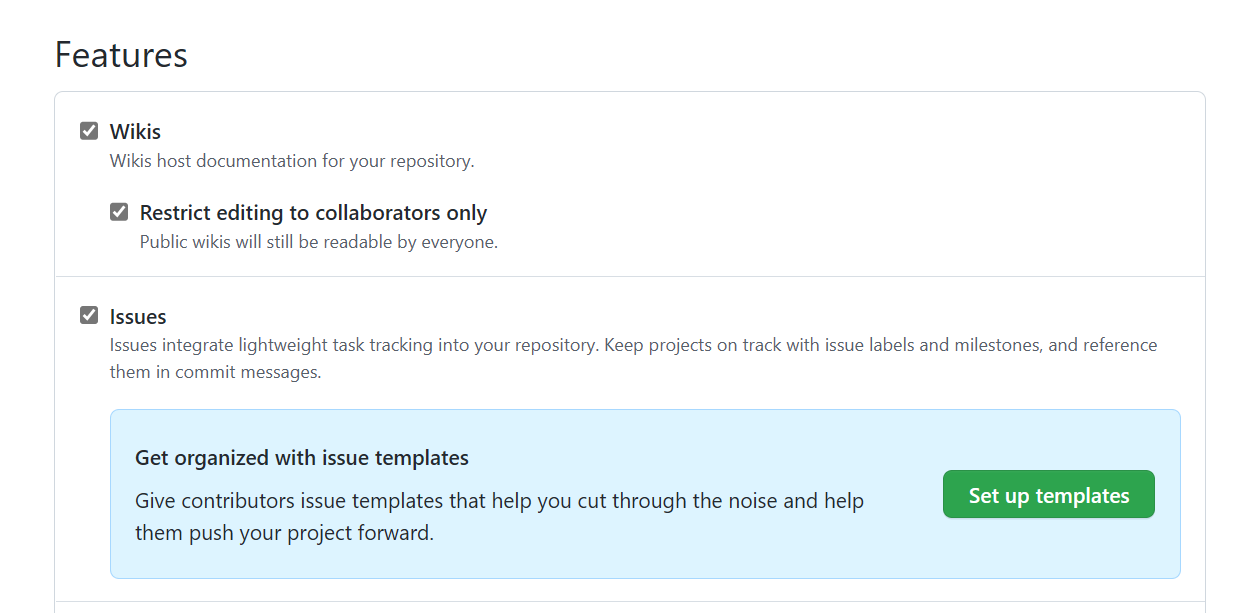 Features
Wikis
Wikis host documentation for your repository.
Restrict editing to collaborators only
Public wikis will still be readable by everyone.
Issues
Issues integrate lightweight task tracking into your repository. Keep projects on track with issue labels and milestones, and reference
them in commit messages.
Get organized with issue templates
Give contributors issue templates that help you cut through the noise and help
them push your project forward.
Set up templates